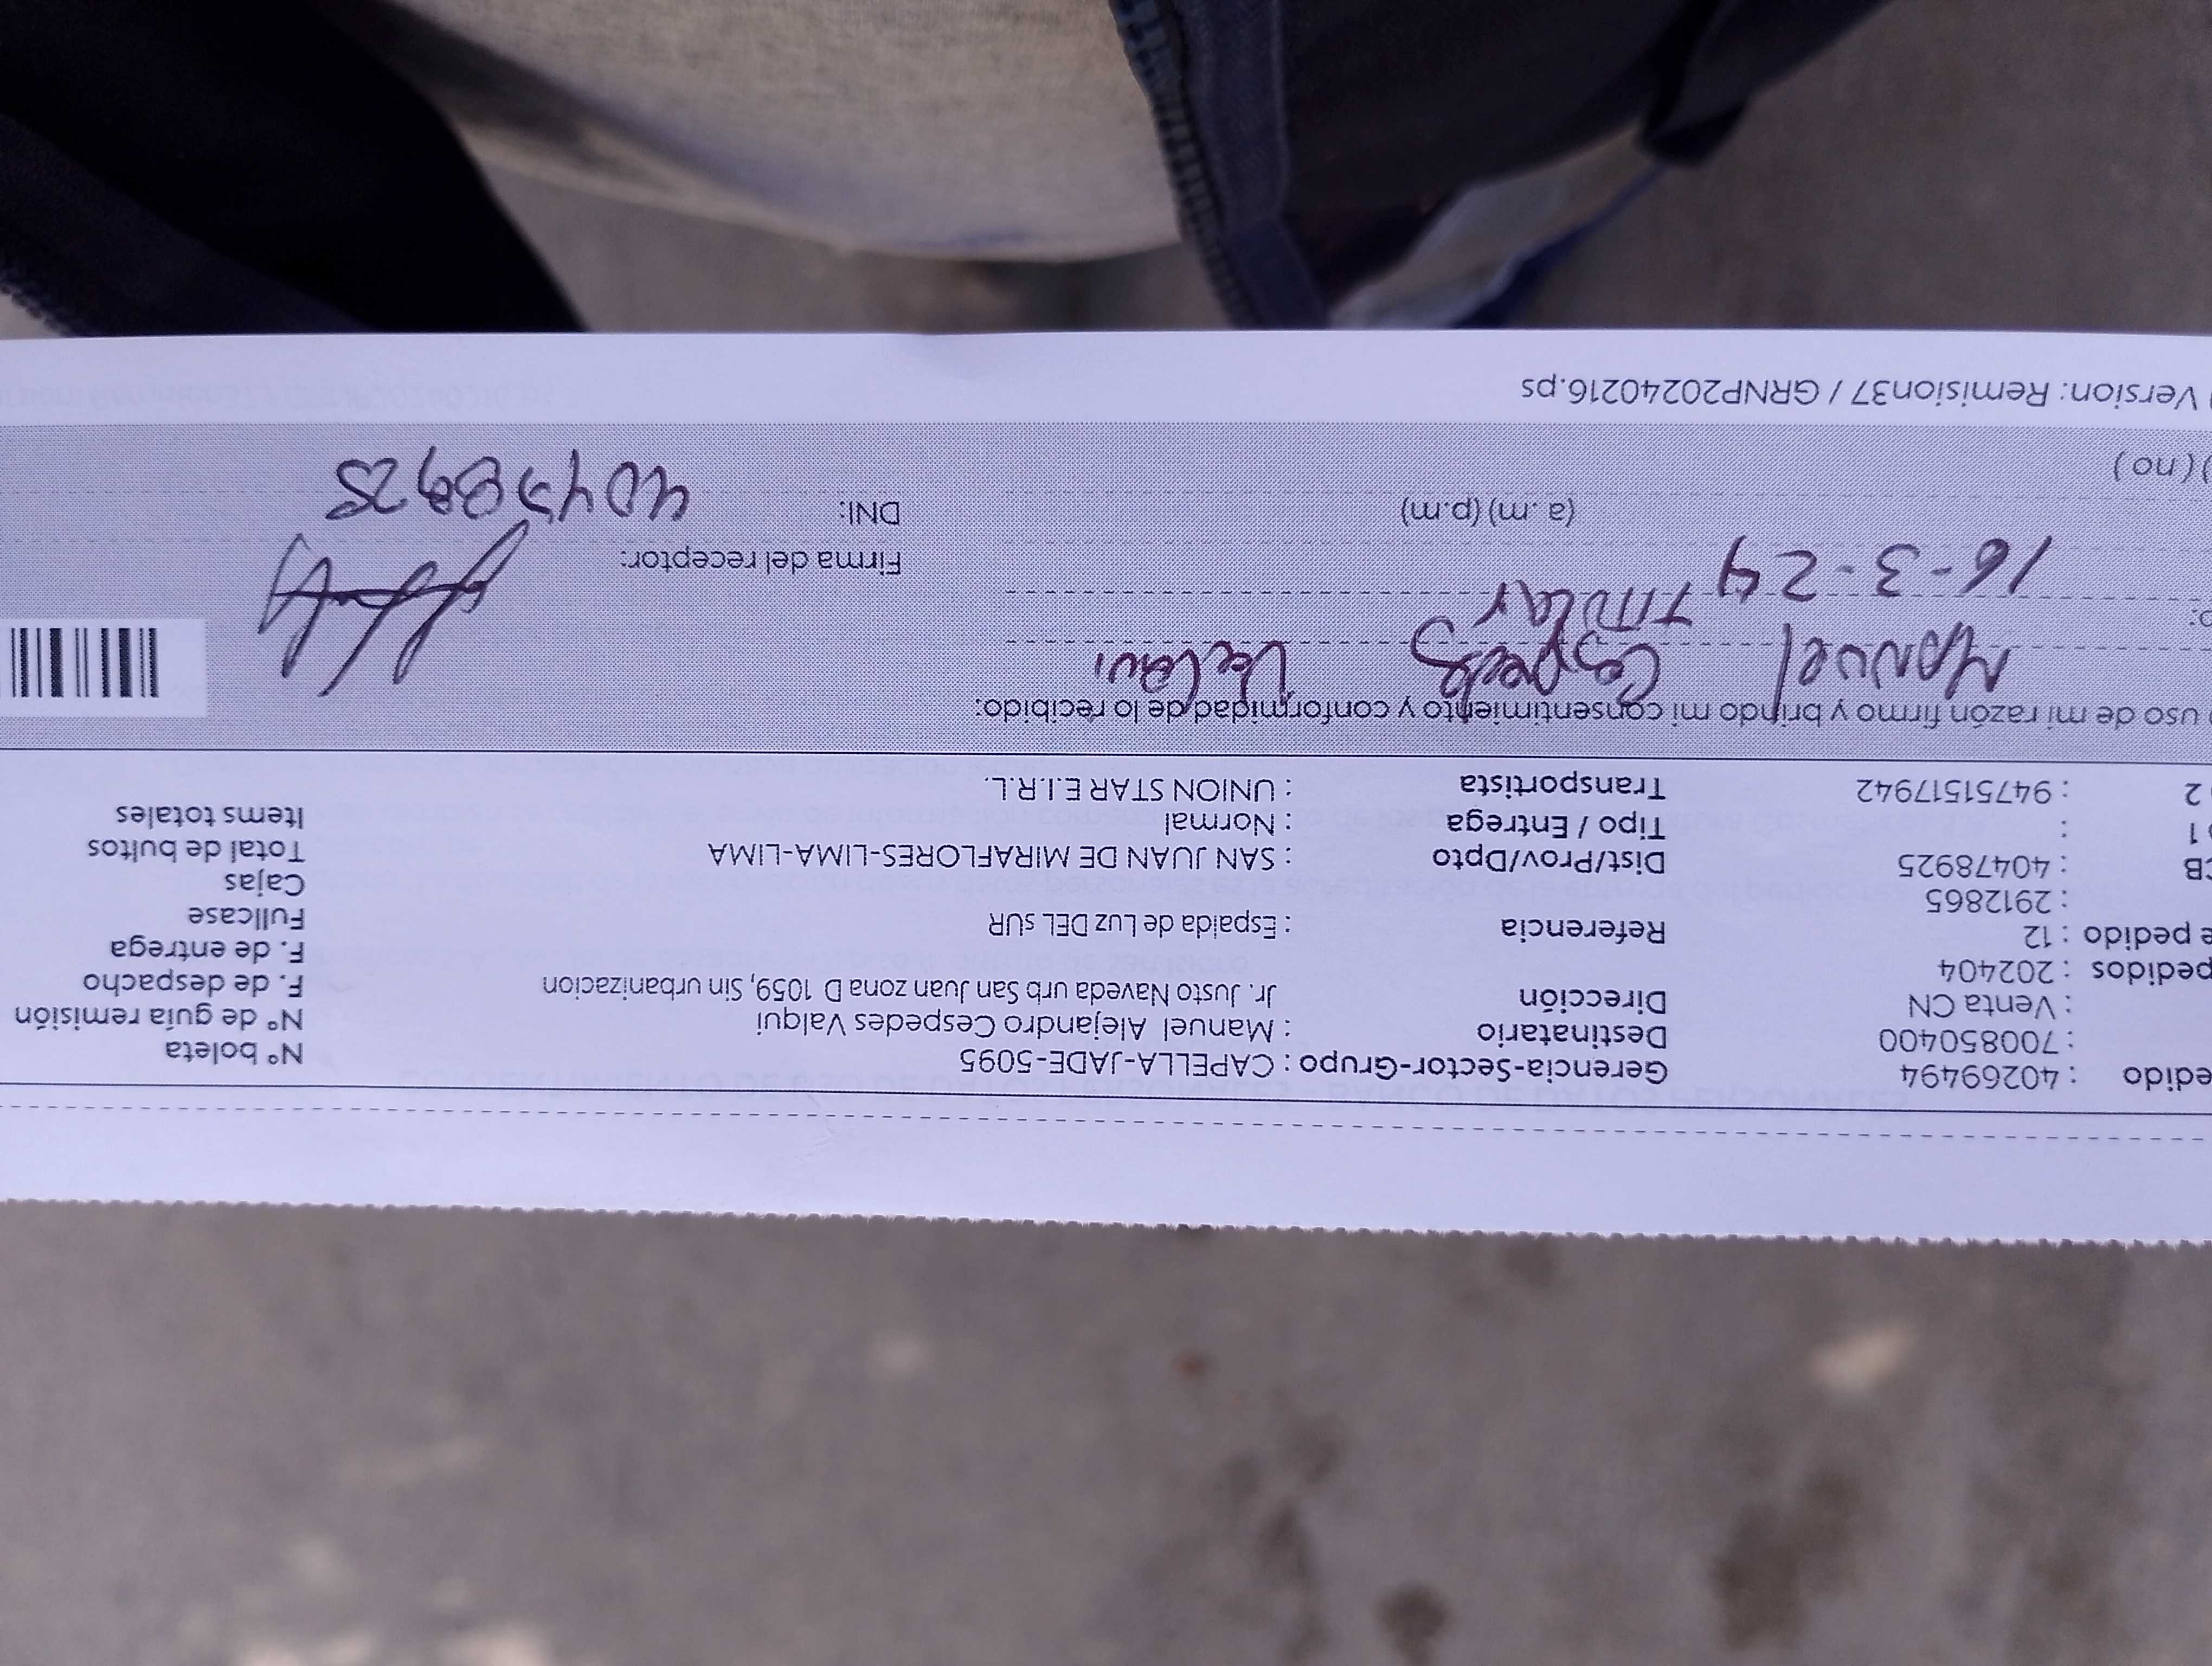 edido : 40269494 Gerencia-Sector-Grupo : CAPELLA-JADE-5095 N° boleta
: 700850400 Destinatario : Manuel Alejandro Cespedes Valqui N° de guía remisión
: Venta CN Dirección Jr. Justo Naveda urb San Juan zona D 1059, Sin urbanizacion F. de despacho
pedidos : 202404 F. de entrega
e pedido : 12 Referencia : Espalda de Luz DEL sUR Fullcase
: 2912865 Cajas
CB : 40478925 Dist/Prov/Dpto : SAN JUAN DE MIRAFLORES-LIMA-LIMA Total de bultos
1 : Tipo / Entrega : Normal Items totales
2 : 94751517942 Transportista : UNION STAR E.I.R.L.
uso de mi razón firmo y brindo mi consentimiento y conformidad de lo recibido:
Manuel Cespedes
Titular
16-3-24 Firma del receptor:
(a .m) (p.m) DNI: 40478925
) ( no )
Version: Remision37 / GRNP20240216.ps